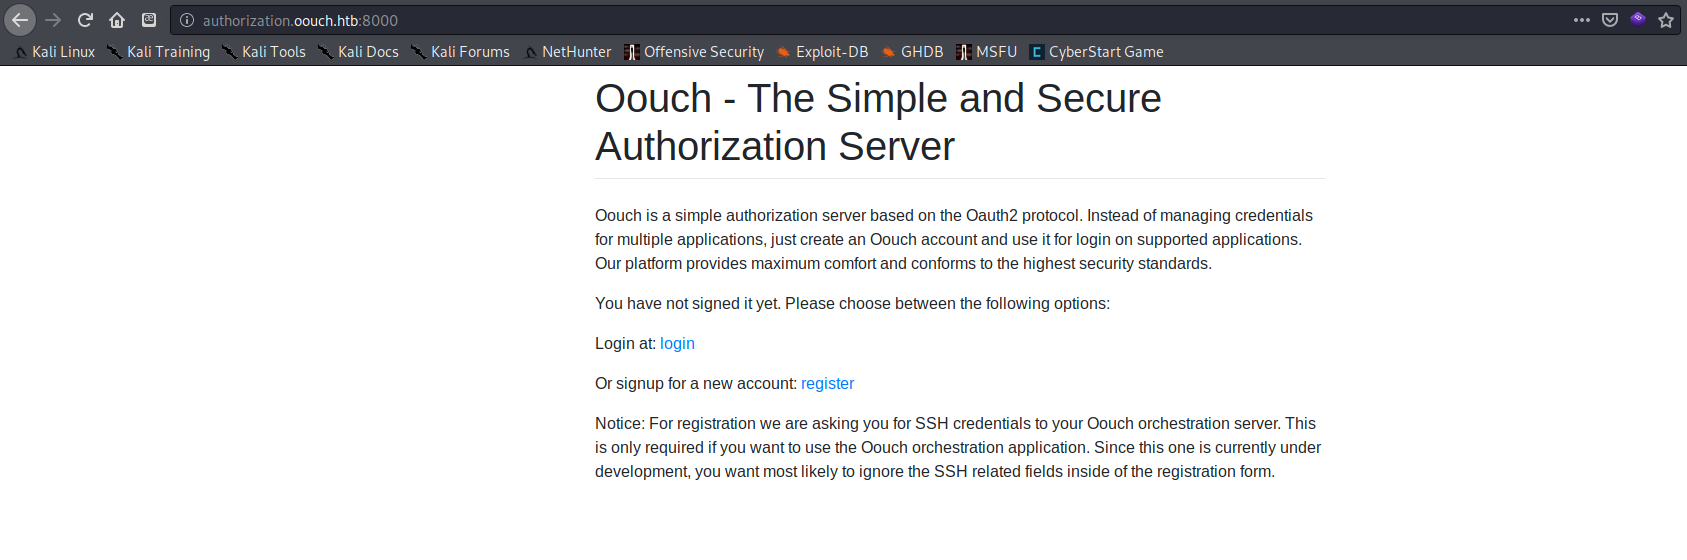 authorization.oouch.htb:8000
Kali Linux Kali Training Kali Tools Kali Docs Kali Forums NetHunter Offensive Security Exploit-DB GHDB MSFU CyberStart Game
Oouch - The Simple and Secure
Authorization Server
Oouch is a simple authorization server based on the Oauth2 protocol. Instead of managing credentials
for multiple applications, just create an Oouch account and use it for login on supported applications.
Our platform provides maximum comfort and conforms to the highest security standards.
You have not signed it yet. Please choose between the following options:
Login at: login
Or signup for a new account: register
Notice: For registration we are asking you for SSH credentials to your Oouch orchestration server. This
is only required if you want to use the Oouch orchestration application. Since this one is currently under
development, you want most likely to ignore the SSH related fields inside of the registration form.